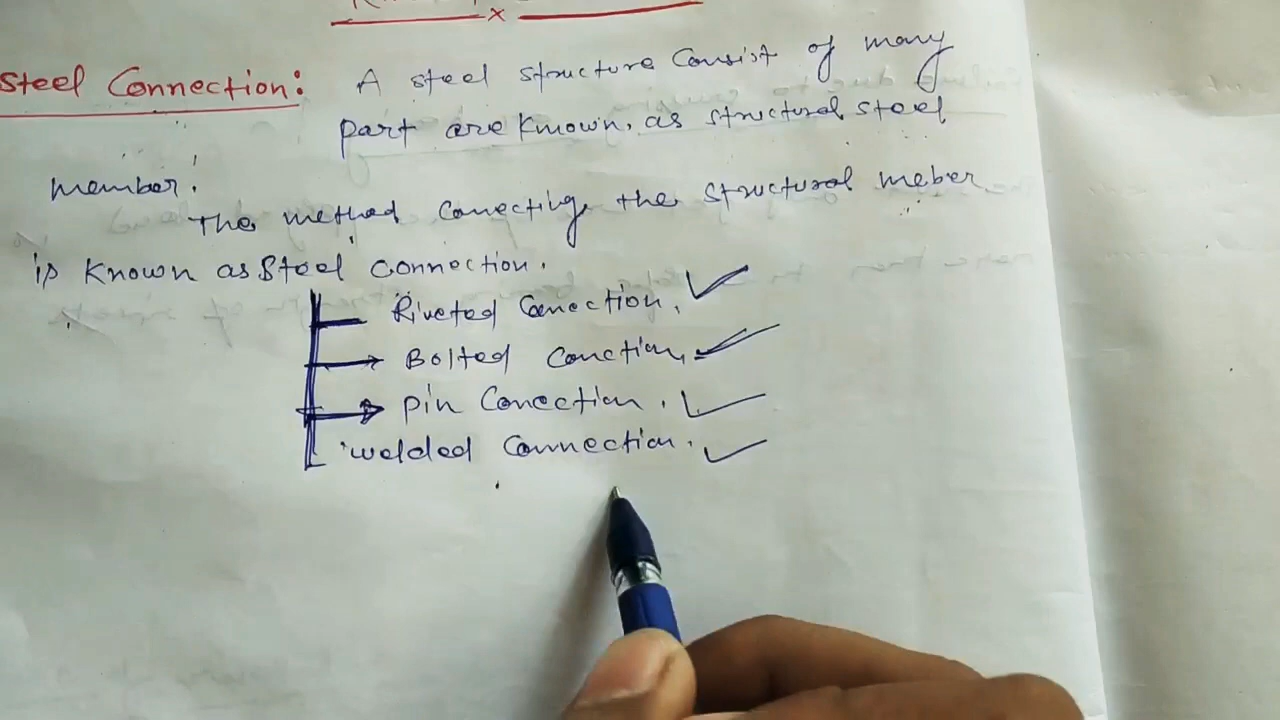 Steel Connection: A steel structure consist of many
part are known, as structural steel
member.
The method conecting the structural meber
is known as Steel connection.
Riveted Conection.
Bolted Conction,
Pin Conection.
welded Connection.